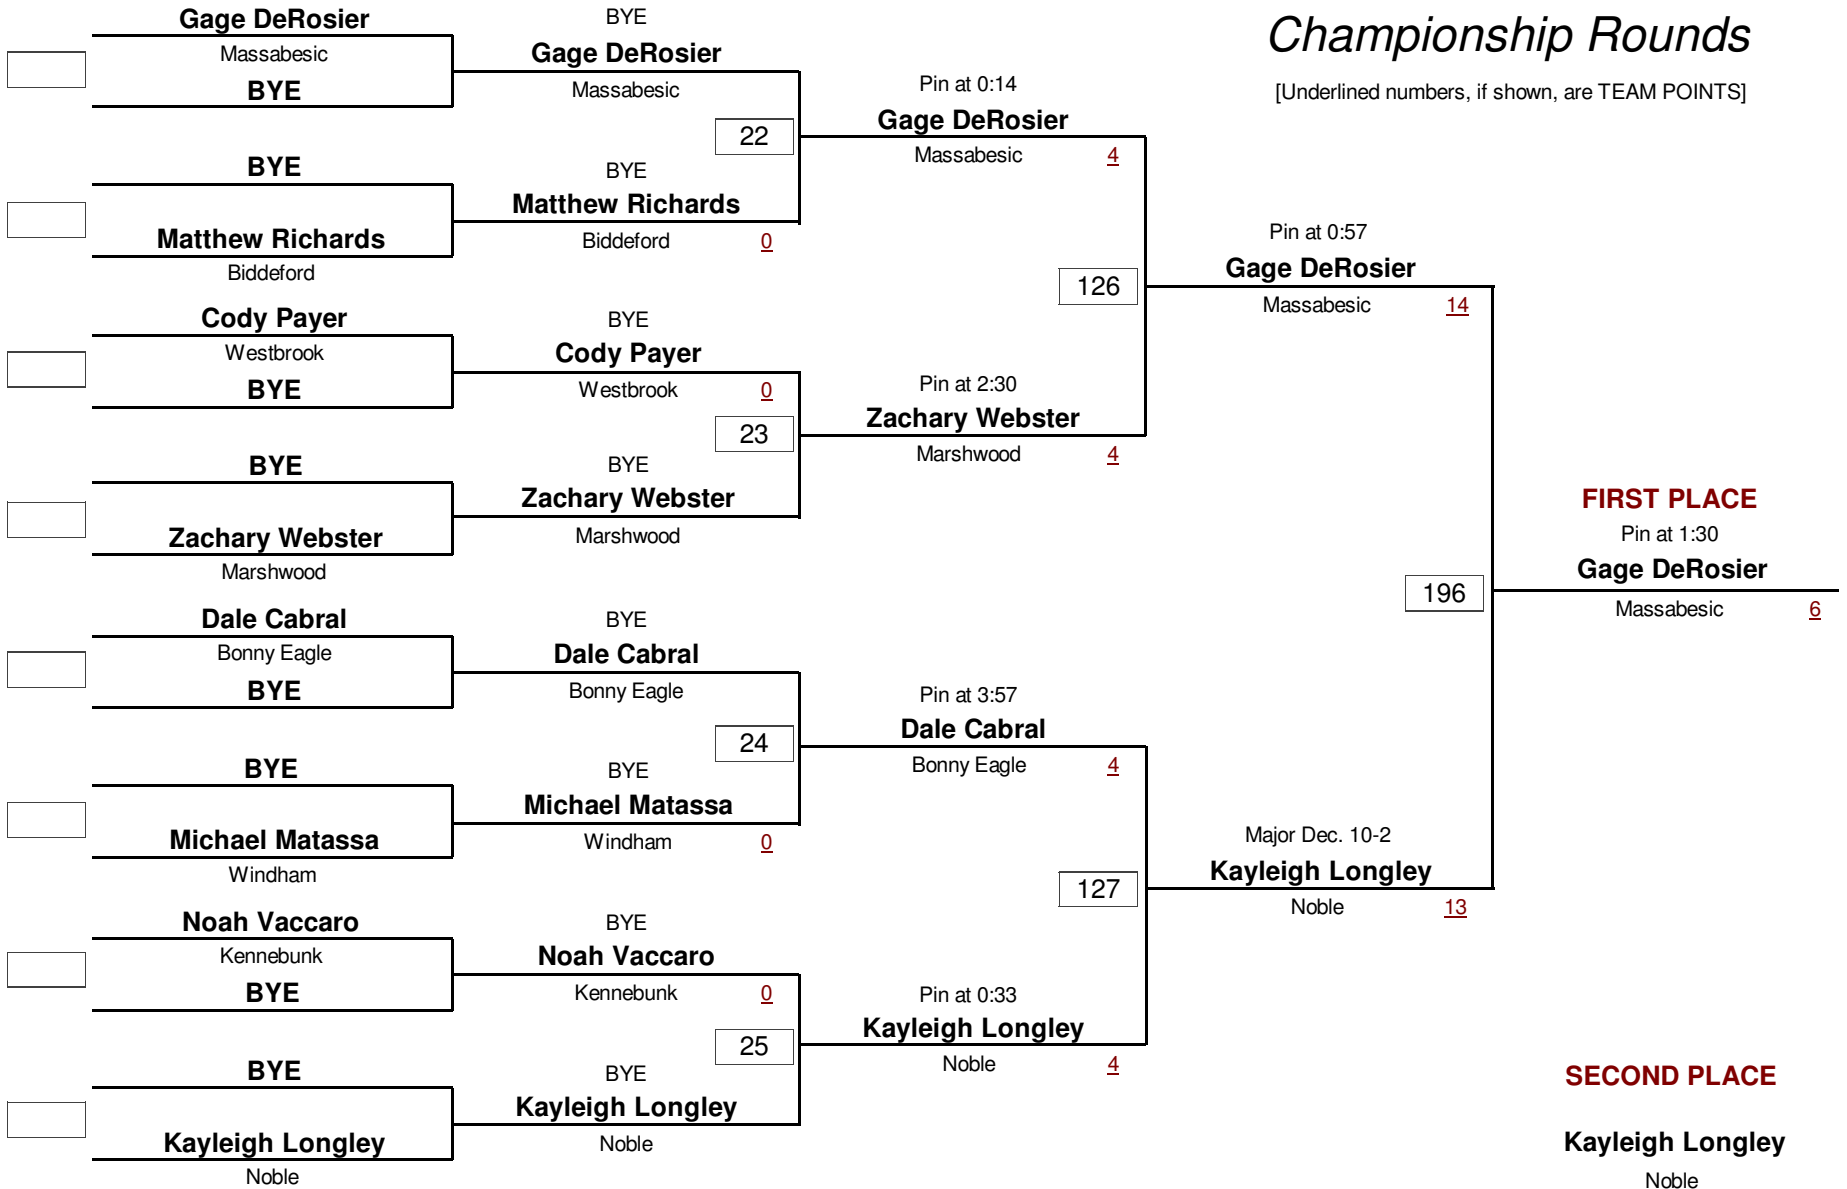 Championship Rounds
[Underlined numbers, if shown, are TEAM POINTS]
Gage DeRosier
Massabesic
BYE
BYE
Matthew Richards
Biddeford
Cody Payer
Westbrook
BYE
BYE
Zachary Webster
Marshwood
Dale Cabral
Bonny Eagle
BYE
BYE
Michael Matassa
Windham
Noah Vaccaro
Kennebunk
BYE
BYE
Kayleigh Longley
Noble
BYE
Gage DeRosier
Massabesic
22
BYE
Matthew Richards
Biddeford 0
BYE
Cody Payer
Westbrook 0
23
BYE
Zachary Webster
Marshwood
BYE
Dale Cabral
Bonny Eagle
24
BYE
Michael Matassa
Windham 0
BYE
Noah Vaccaro
Kennebunk 0
25
BYE
Kayleigh Longley
Noble
Pin at 0:14
Gage DeRosier
Massabesic 4
126
Pin at 2:30
Zachary Webster
Marshwood 4
Pin at 3:57
Dale Cabral
Bonny Eagle 4
127
Pin at 0:33
Kayleigh Longley
Noble 4
Pin at 0:57
Gage DeRosier
Massabesic 14
196
Major Dec. 10-2
Kayleigh Longley
Noble 13
FIRST PLACE
Pin at 1:30
Gage DeRosier
Massabesic 6
SECOND PLACE
Kayleigh Longley
Noble